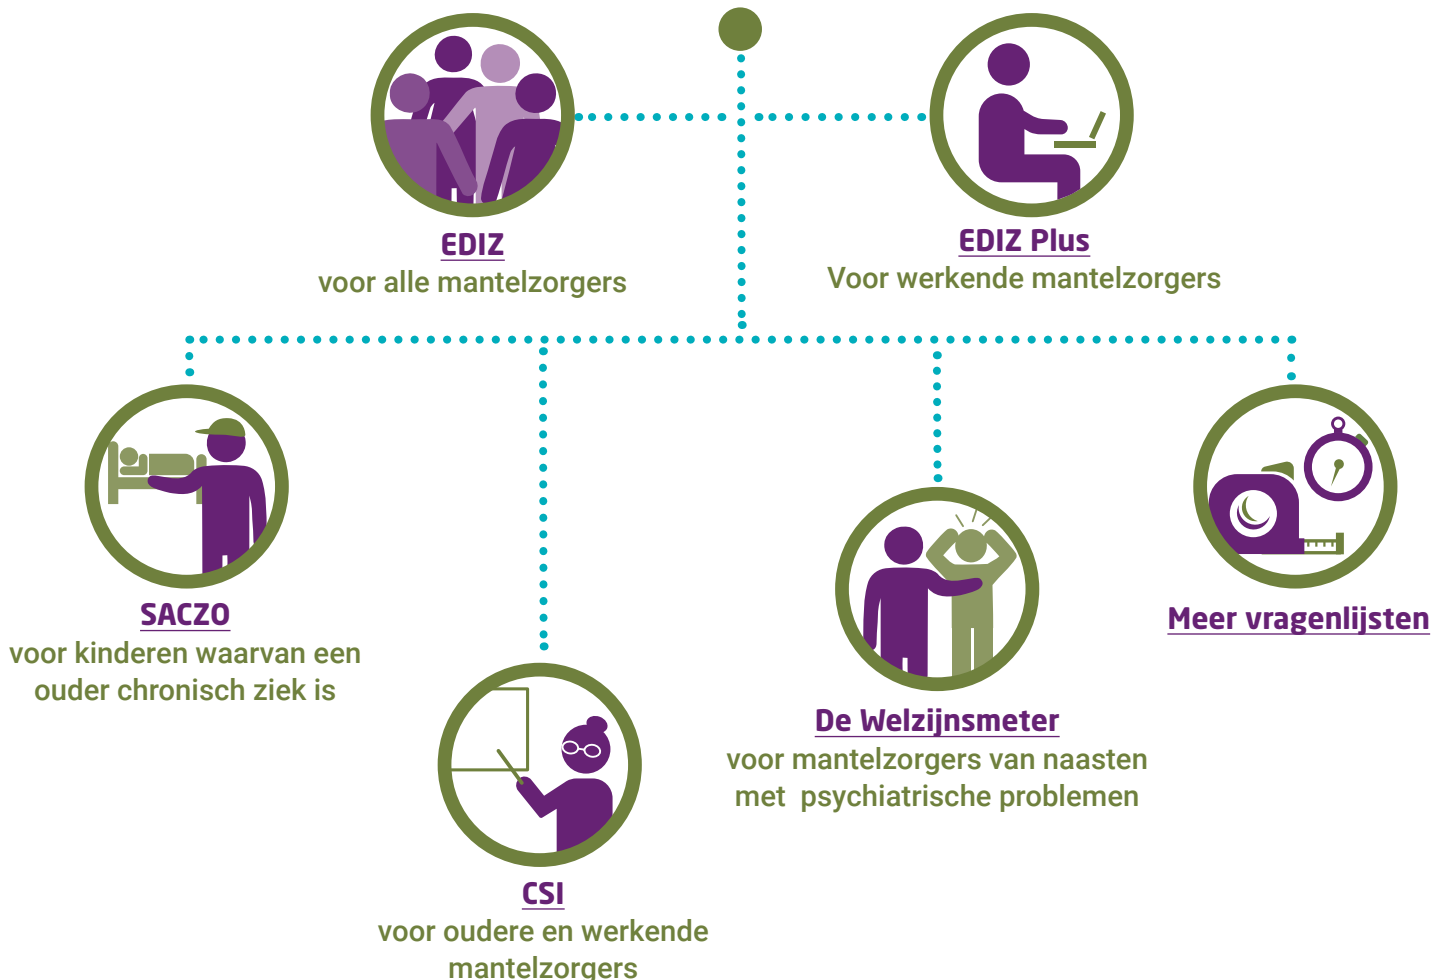 EDIZ
voor alle mantelzorgers
EDIZ Plus
Voor werkende mantelzorgers
SACZO
voor kinderen waarvan een
ouder chronisch ziek is
CSI
voor oudere en werkende
mantelzorgers
De Welzijnsmeter
voor mantelzorgers van naasten
met psychiatrische problemen
Meer vragenlijsten